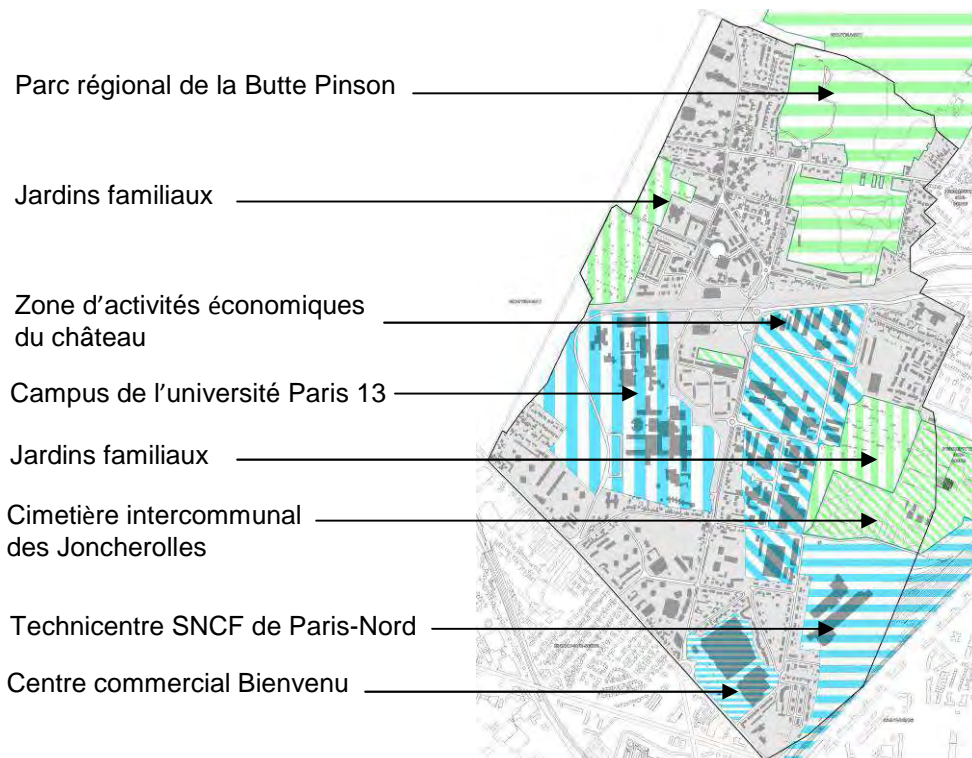 Parc régional de la Butte Pinson
Jardins familiaux
Zone d'activités économiques
du château
Campus de l'université Paris 13
Jardins familiaux
Cimetière intercommunal
des Joncherolles
Technicentre SNCF de Paris-Nord
Centre commercial Bienvenu